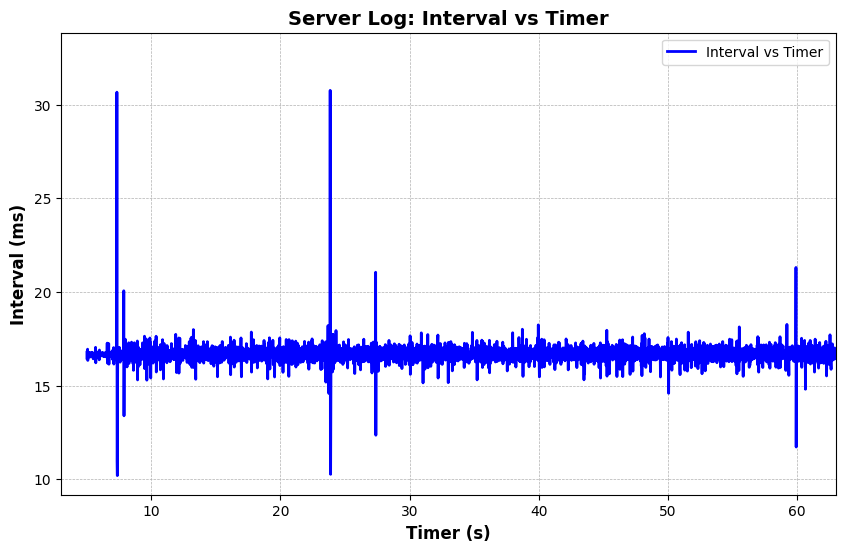 Server Log: Interval vs Timer
Interval vs Timer
Interval (ms)
30
25
20
15
10
10 20 30 40 50 60
Timer (s)